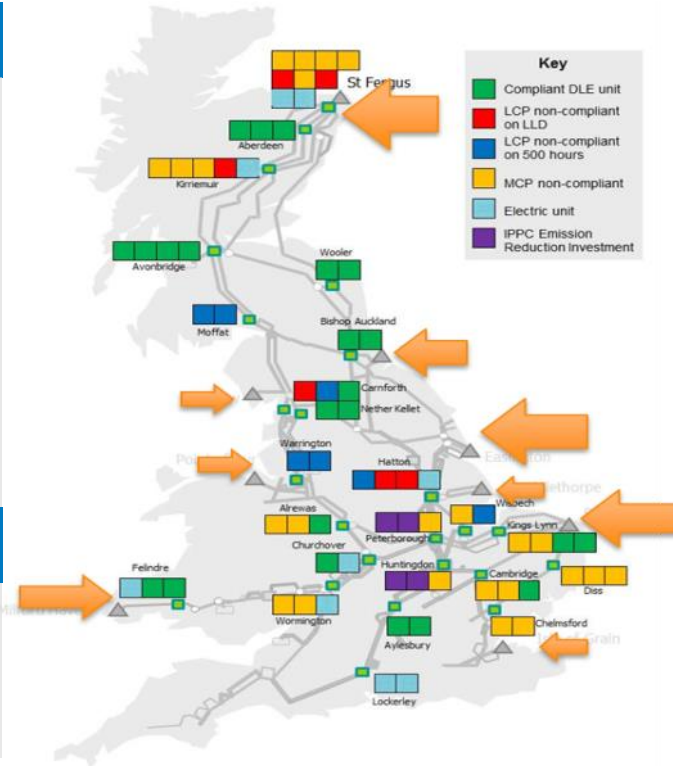 St Fergus
Key
Compliant DLE unit
LCP non-compliant
on LLD
LCP non-compliant
on 500 hours
MCP non-compliant
Electric unit
IPPC Emission
Reduction Investment
Aberdeen
Kirriemuir
Avonbridge
Wooler
Moffat
Bishop Auckland
Carnforth
Nether Kellet
Warrington
Hatton
Wisbech
Alrewas
Peterborough
Kings Lynn
Churchover
Felindre
Huntingdon
Cambridge
Diss
Wormington
Aylesbury
Chelmsford
Lockerley